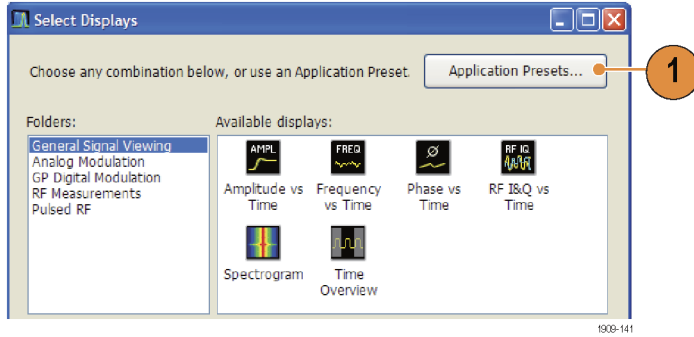 Select Displays
Choose any combination below, or use an Application Preset.
Application Presets...
1
Folders:
General Signal Viewing
Analog Modulation
GP Digital Modulation
RF Measurements
Pulsed RF
Available displays:
AMPL
FREQ
Ø
RF IQ
Amplitude vs
Time
Frequency
vs Time
Phase vs
Time
RF I&Q vs
Time
Spectrogram
Time
Overview
1909-141